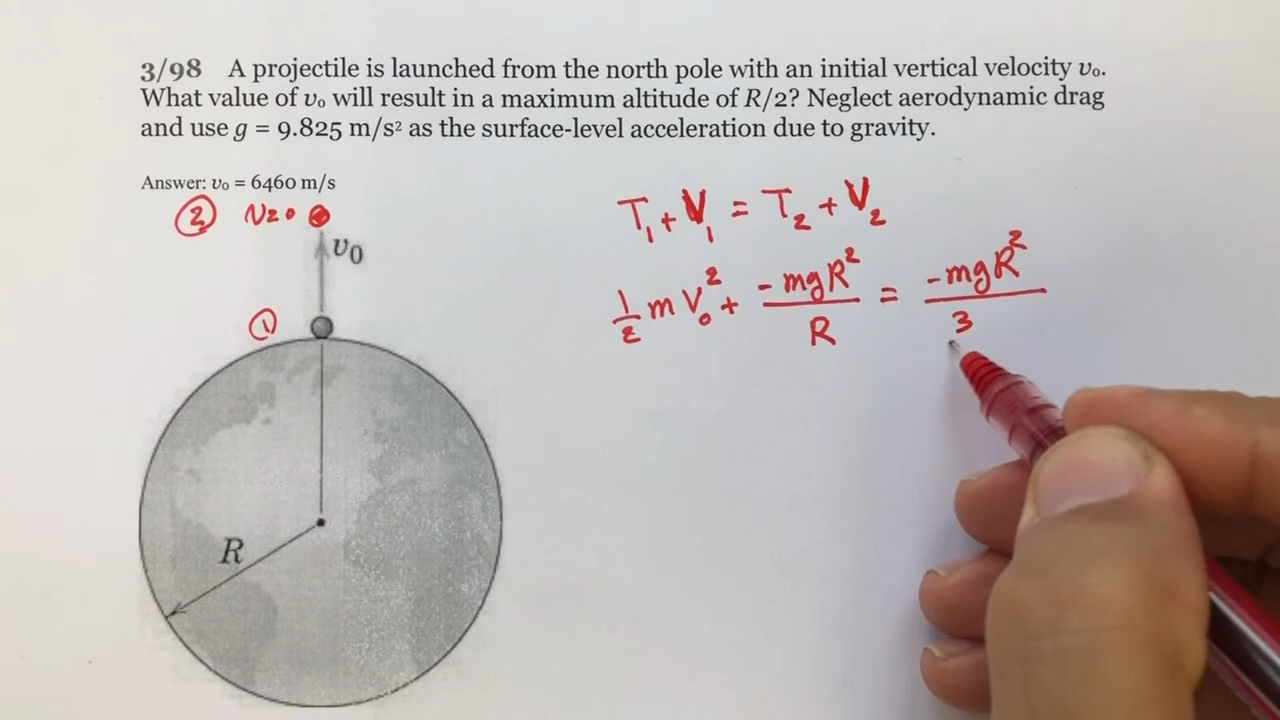 3/98 A projectile is launched from the north pole with an initial vertical velocity v₀.
What value of v₀ will result in a maximum altitude of R/2? Neglect aerodynamic drag
and use g = 9.825 m/s² as the surface-level acceleration due to gravity.
Answer: v₀ = 6460 m/s
② V=0
v₀
①
R
T₁ + V₁ = T₂ + V₂
1/2 m V₀² + -mgR²/R = -mgR²/3